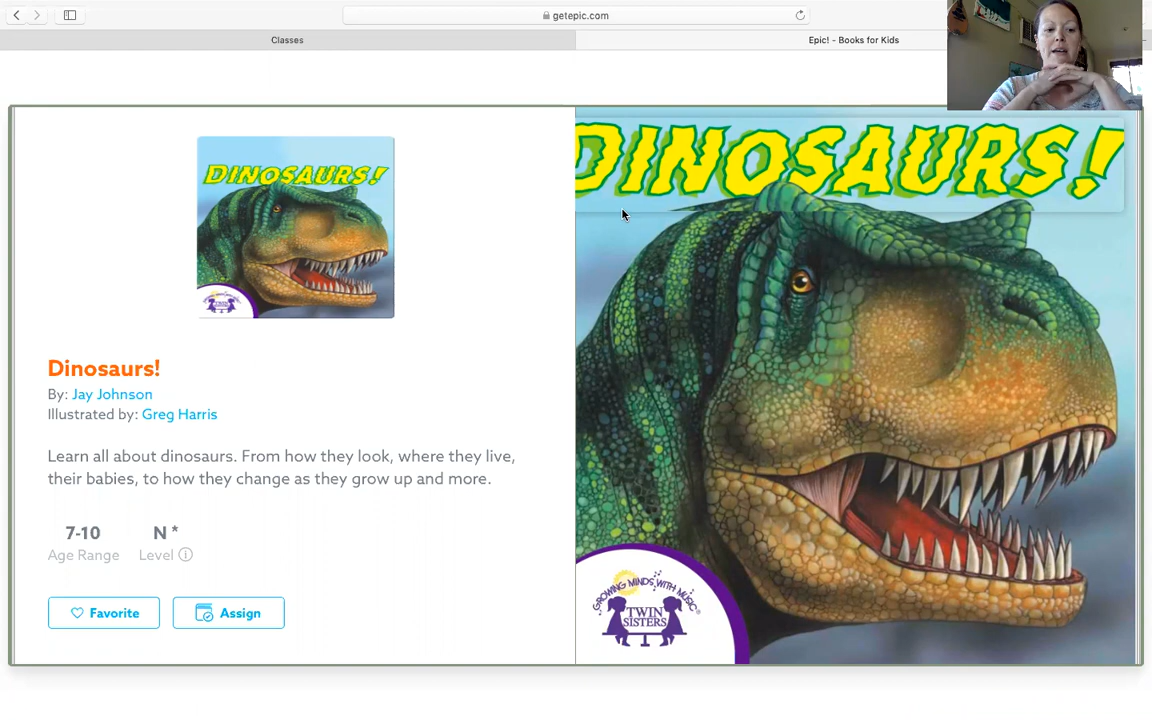 getepic.com
Classes
Epic! - Books for Kids
DINOSAURS!
TWIN
SISTERS
Dinosaurs!
By: Jay Johnson
Illustrated by: Greg Harris
Learn all about dinosaurs. From how they look, where they live,
their babies, to how they change as they grow up and more.
7-10
N *
Age Range
Level
Favorite
Assign
DINOSAURS!
GROWING MINDS WITH MUSIC
TWIN
SISTERS